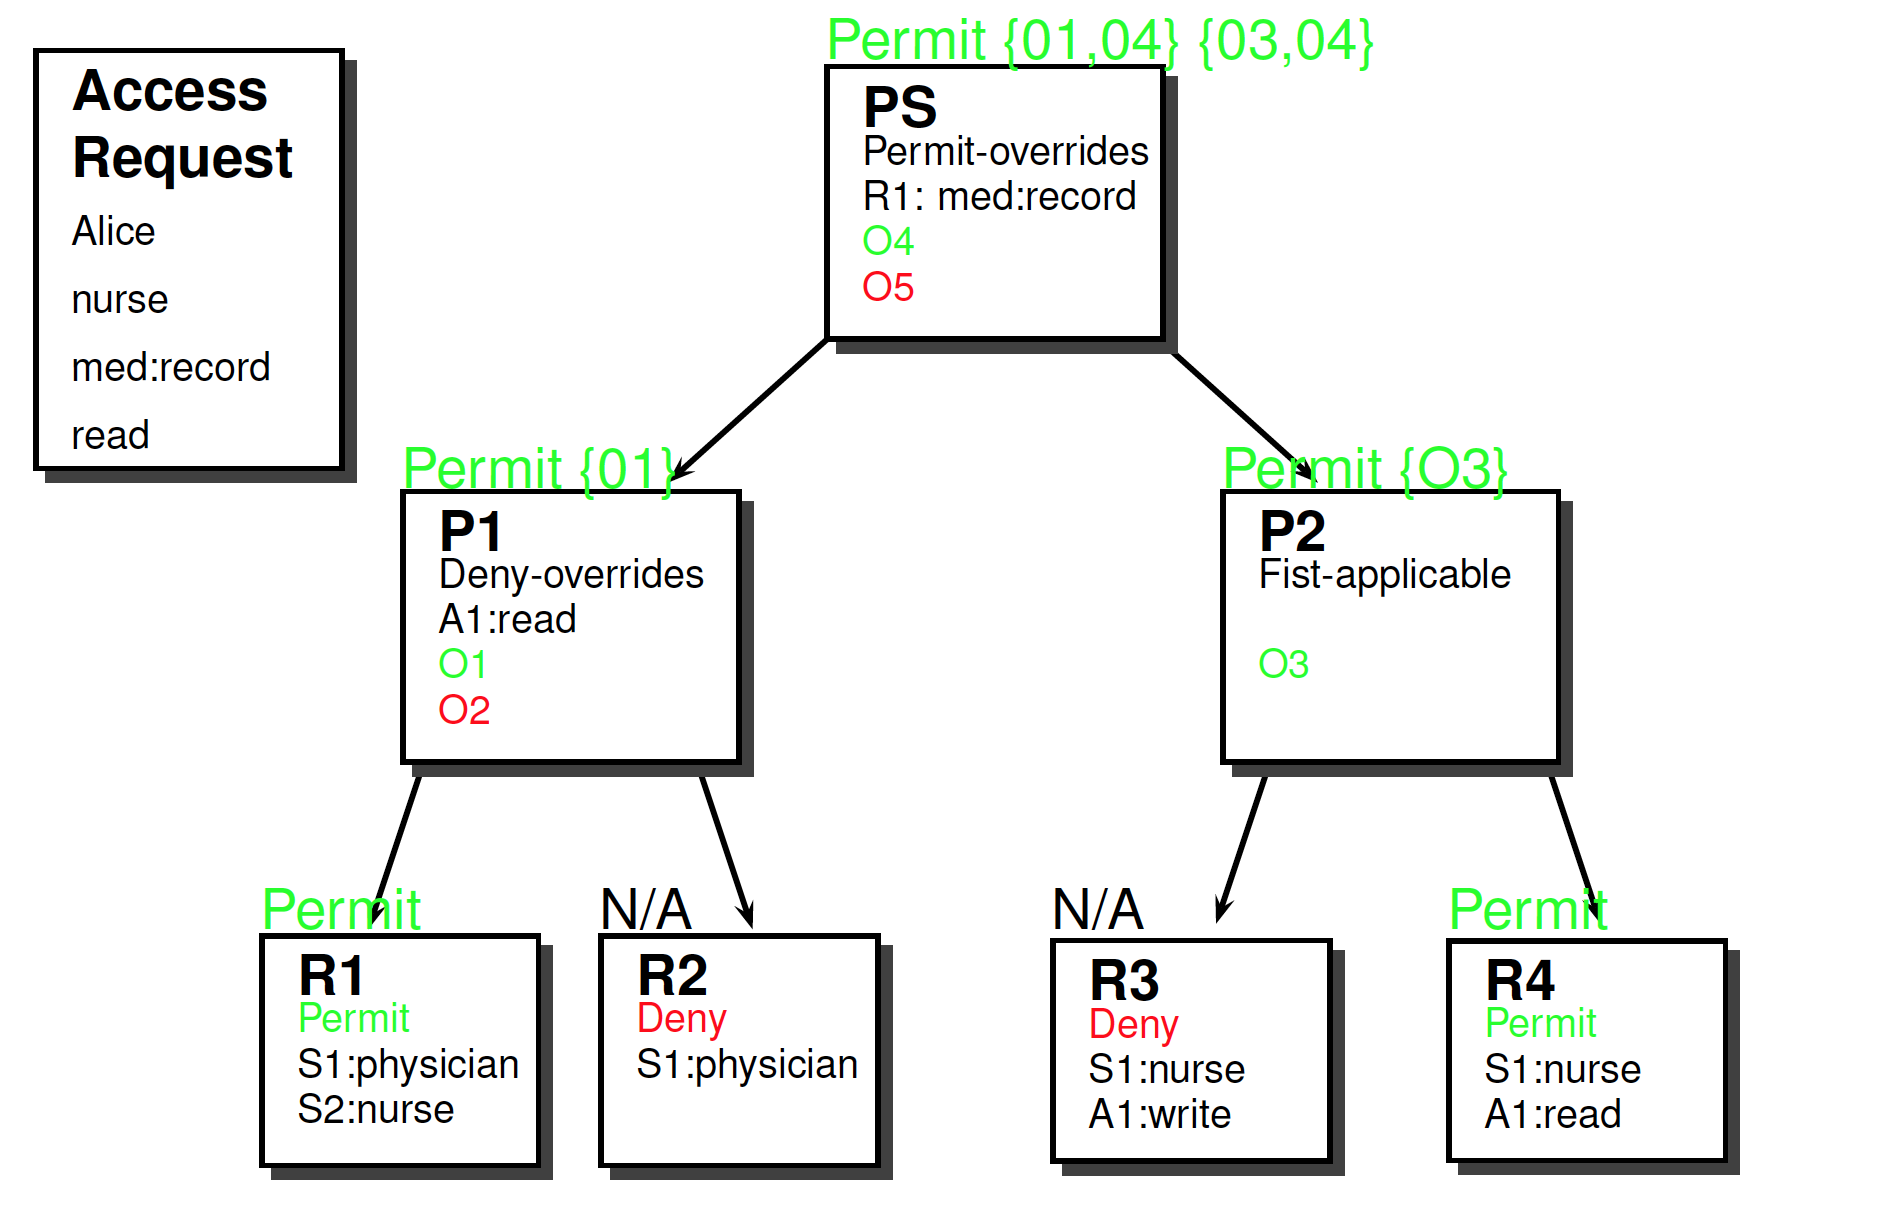 Permit {01,04} {03,04}
Access
Request
Alice
nurse
med:record
read
PS
Permit-overrides
R1: med:record
O4
O5
Permit {01}
P1
Deny-overrides
A1:read
O1
O2
Permit {O3}
P2
Fist-applicable
O3
Permit
R1
Permit
S1:physician
S2:nurse
N/A
R2
Deny
S1:physician
N/A
R3
Deny
S1:nurse
A1:write
Permit
R4
Permit
S1:nurse
A1:read